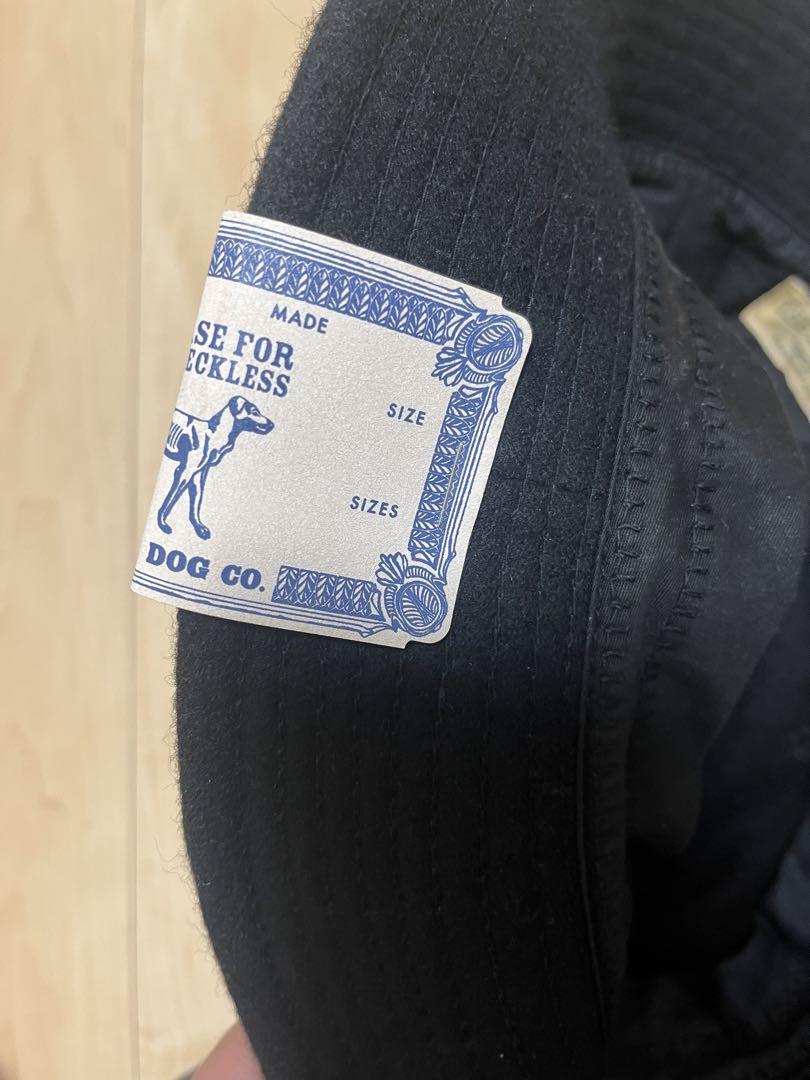 MADE
SE FOR
ECKLESS
SIZE
SIZES
DOG CO.